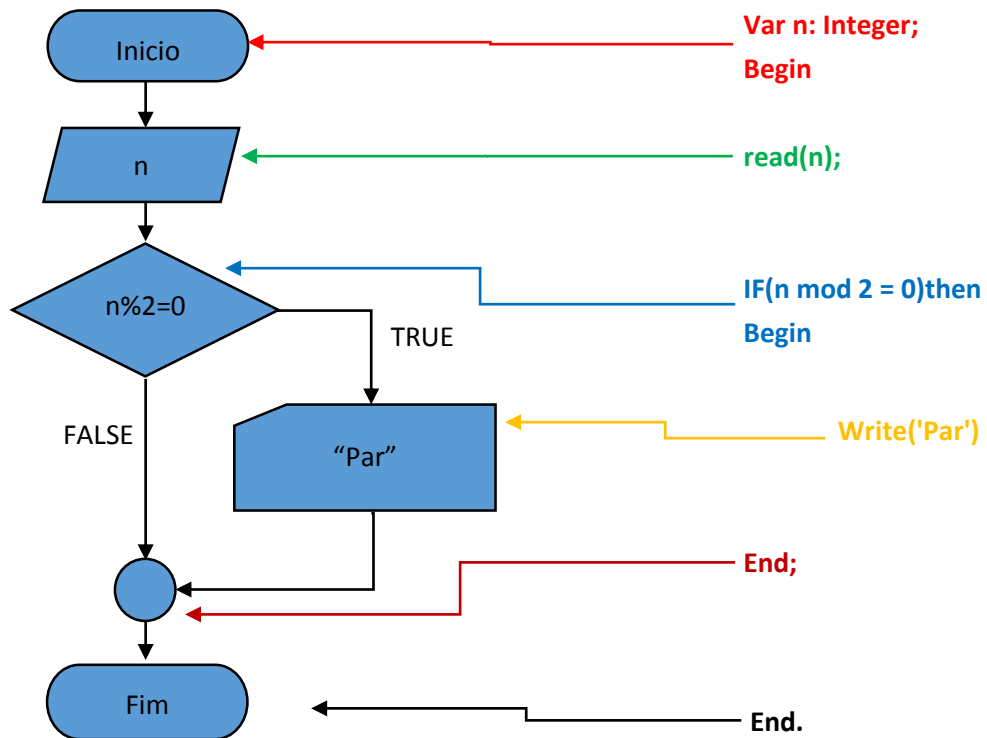 Inicio
Var n: Integer;
Begin
n
read(n);
n%2=0
IF(n mod 2 = 0)then
Begin
TRUE
FALSE
“Par”
Write('Par')
End;
Fim
End.